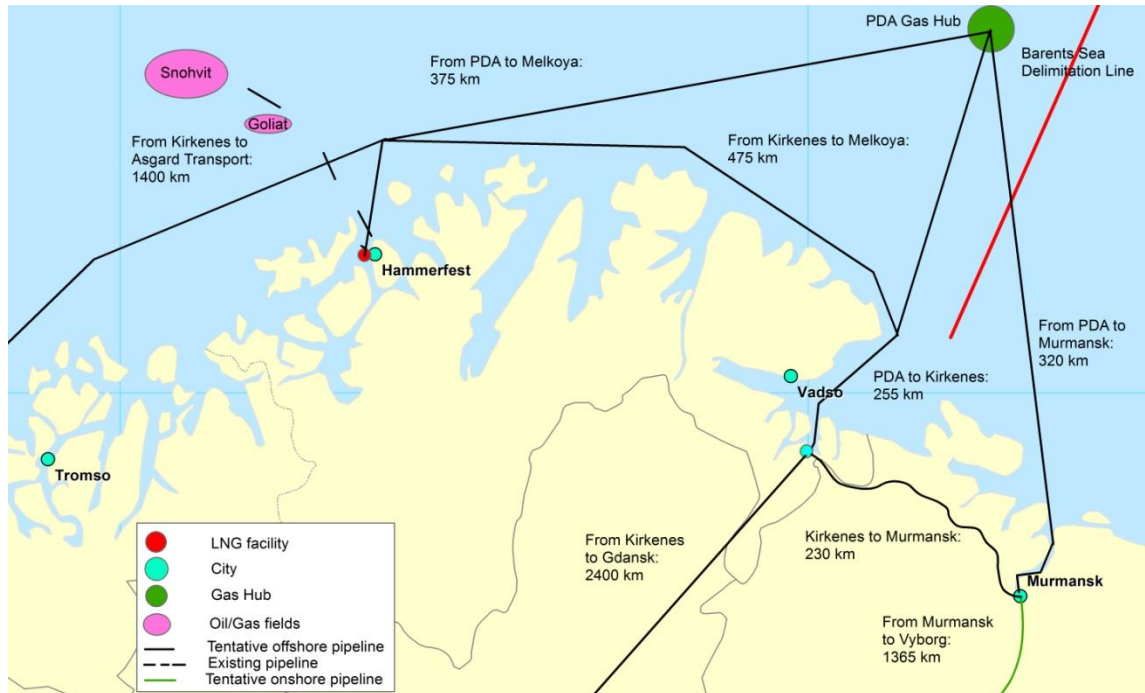 PDA Gas Hub
Barents Sea
Delimitation Line
From PDA to Melkoya:
375 km
Snohvit
Goliat
From Kirkenes to
Asgard Transport:
1400 km
From Kirkenes to Melkoya:
475 km
Hammerfest
From PDA to
Murmansk:
320 km
PDA to Kirkenes:
255 km
Vadso
Tromso
From Kirkenes
to Gdansk:
2400 km
Kirkenes to Murmansk:
230 km
Murmansk
From Murmansk
to Vyborg:
1365 km
LNG facility
City
Gas Hub
Oil/Gas fields
Tentative offshore pipeline
Existing pipeline
Tentative onshore pipeline